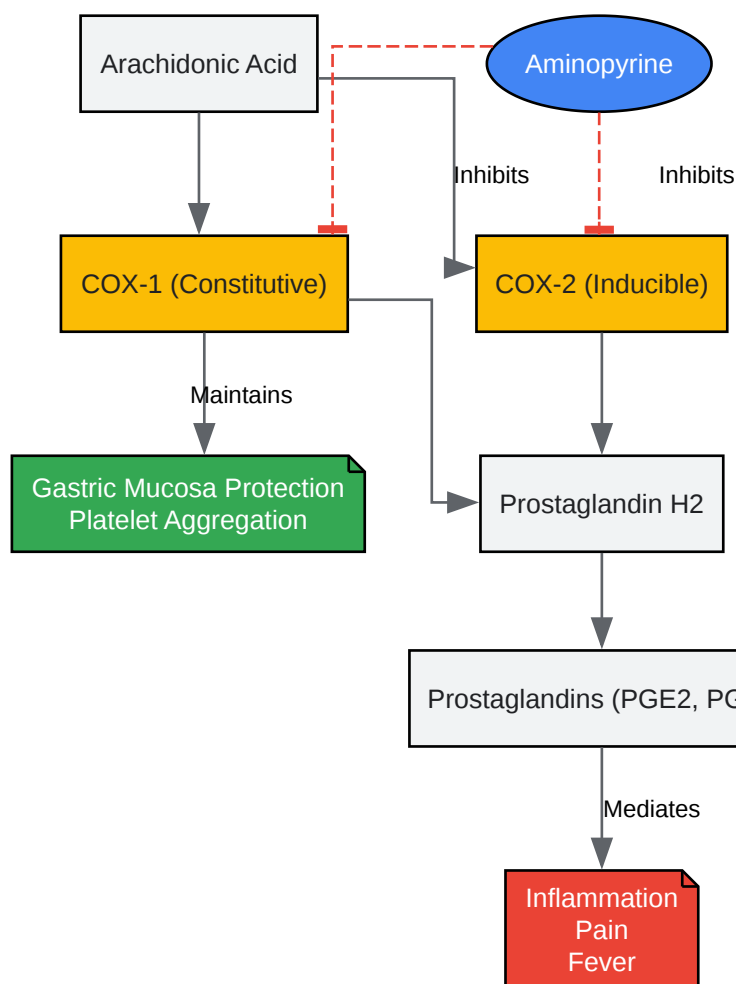 Arachidonic Acid
Aminopyrine
Inhibits
Inhibits
COX-1 (Constitutive)
COX-2 (Inducible)
Maintains
Gastric Mucosa Protection
Platelet Aggregation
Prostaglandin H2
Prostaglandins (PGE2, PG
Mediates
Inflammation
Pain
Fever